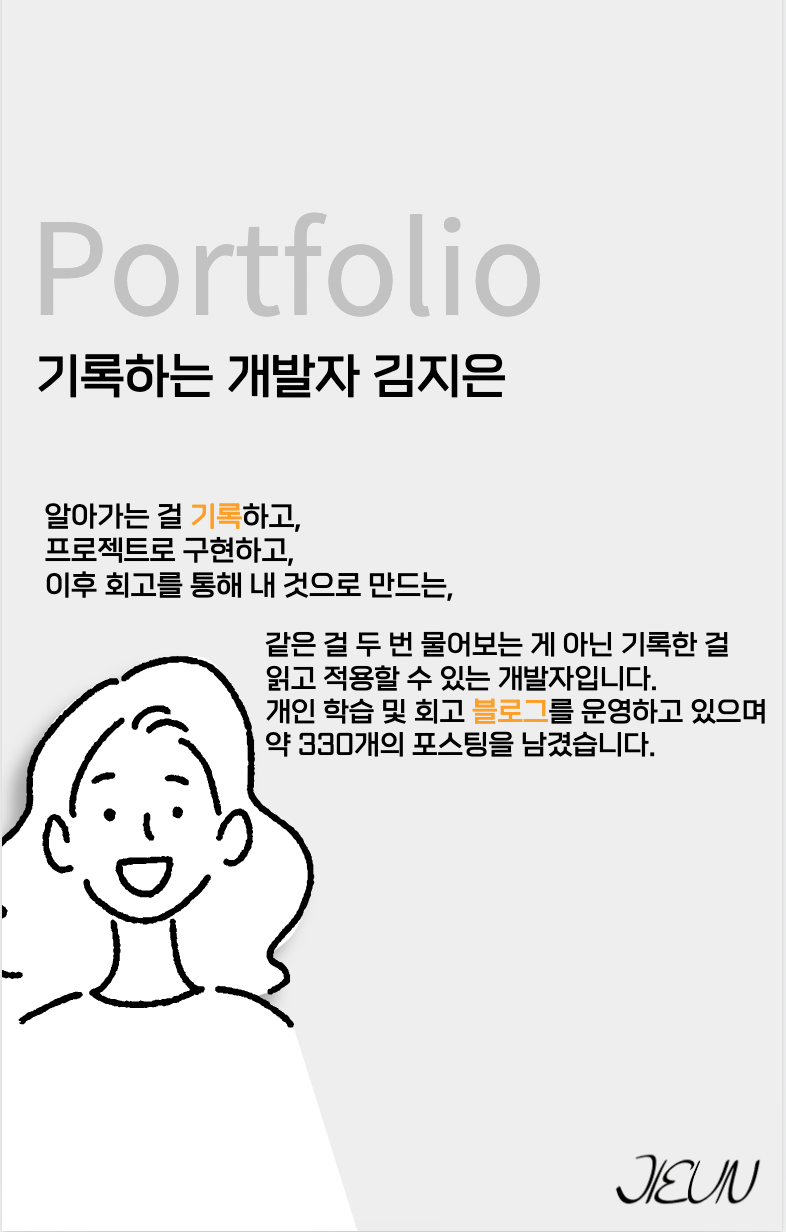 Portfolio
기록하는 개발자 김지은
알아가는 걸 기록하고,
프로젝트로 구현하고,
이후 회고를 통해 내 것으로 만드는,
같은 걸 두 번 물어보는 게 아닌 기록한 걸
읽고 적용할 수 있는 개발자입니다.
개인 학습 및 회고 블로그를 운영하고 있으며
약 330개의 포스팅을 남겼습니다.
JIEUN